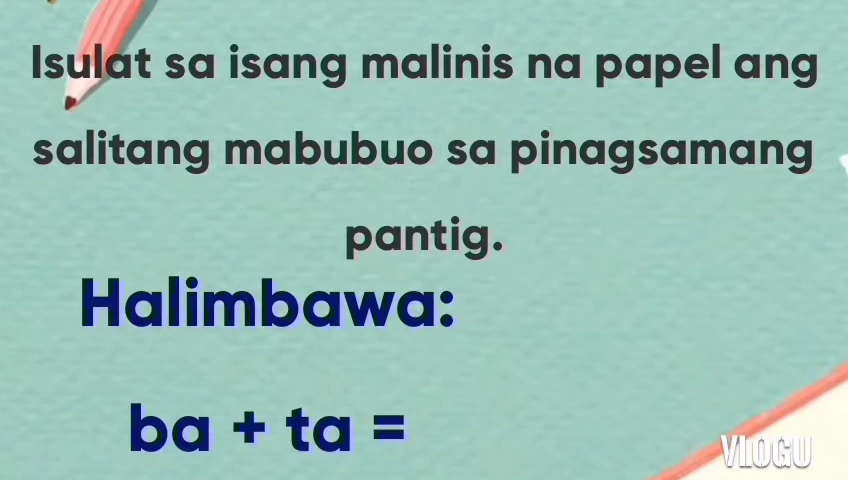 Isulat sa isang malinis na papel ang
salitang mabubuo sa pinagsamang
pantig.
Halimbawa:
ba + ta =
VLOGU